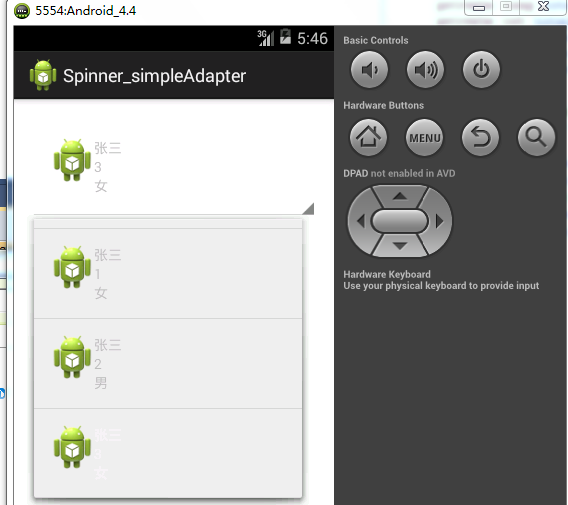 5554:Android_4.4
3G
5:46
Spinner_simpleAdapter
张三
3
女
张三
1
女
张三
2
男
张三
女
Basic Controls
Hardware Buttons
MENU
DPAD not enabled in AVD
Hardware Keyboard
Use your physical keyboard to provide input